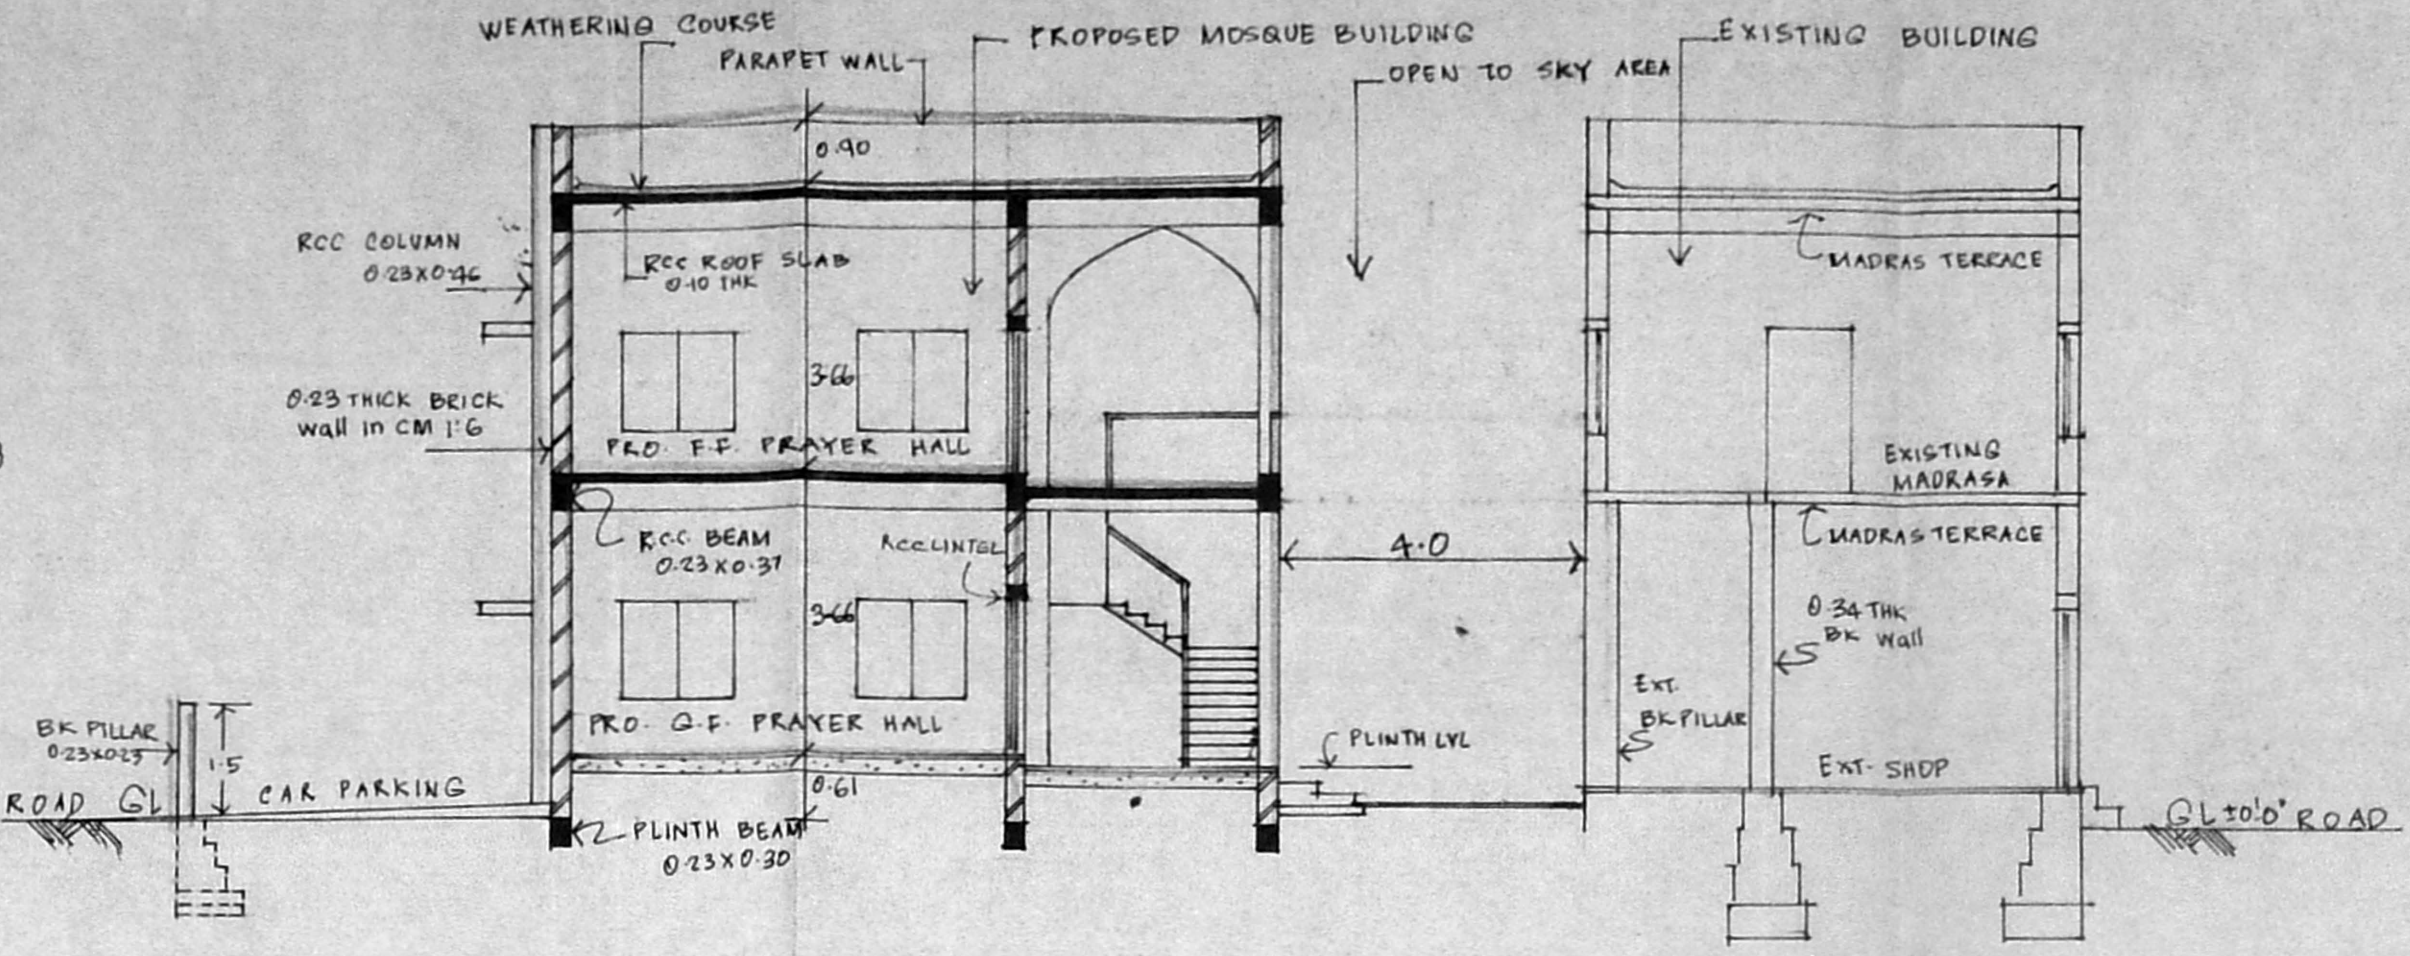 WEATHERING COURSE
PARAPET WALL
PROPOSED MOSQUE BUILDING
OPEN TO SKY AREA
EXISTING BUILDING
0.90
RCC COLUMN
0.23X0.46
RCC ROOF SLAB
0.10 THK
MADRAS TERRACE
0.23 THICK BRICK
wall in CM 1:6
3.66
PRO. F.F. PRAYER HALL
EXISTING
MADRASA
R.C.C. BEAM
0.23X0.37
RCC LINTEL
4.0
MADRAS TERRACE
3.66
0.34 THK
BK wall
EXT.
BK PILLAR
PRO. G.F. PRAYER HALL
BK PILLAR
0.23X0.23
1.5
PLINTH LVL
EXT. SHOP
ROAD GL
CAR PARKING
0.61
PLINTH BEAM
0.23X0.30
GL ±0'0" ROAD